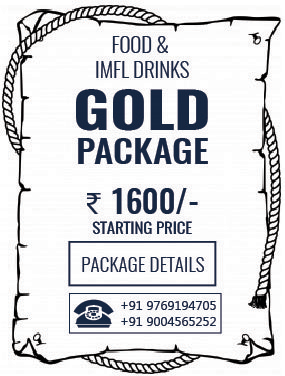 FOOD &
IMFL DRINKS
GOLD
PACKAGE
₹ 1600/-
STARTING PRICE
PACKAGE DETAILS
+91 9769194705
+91 9004565252